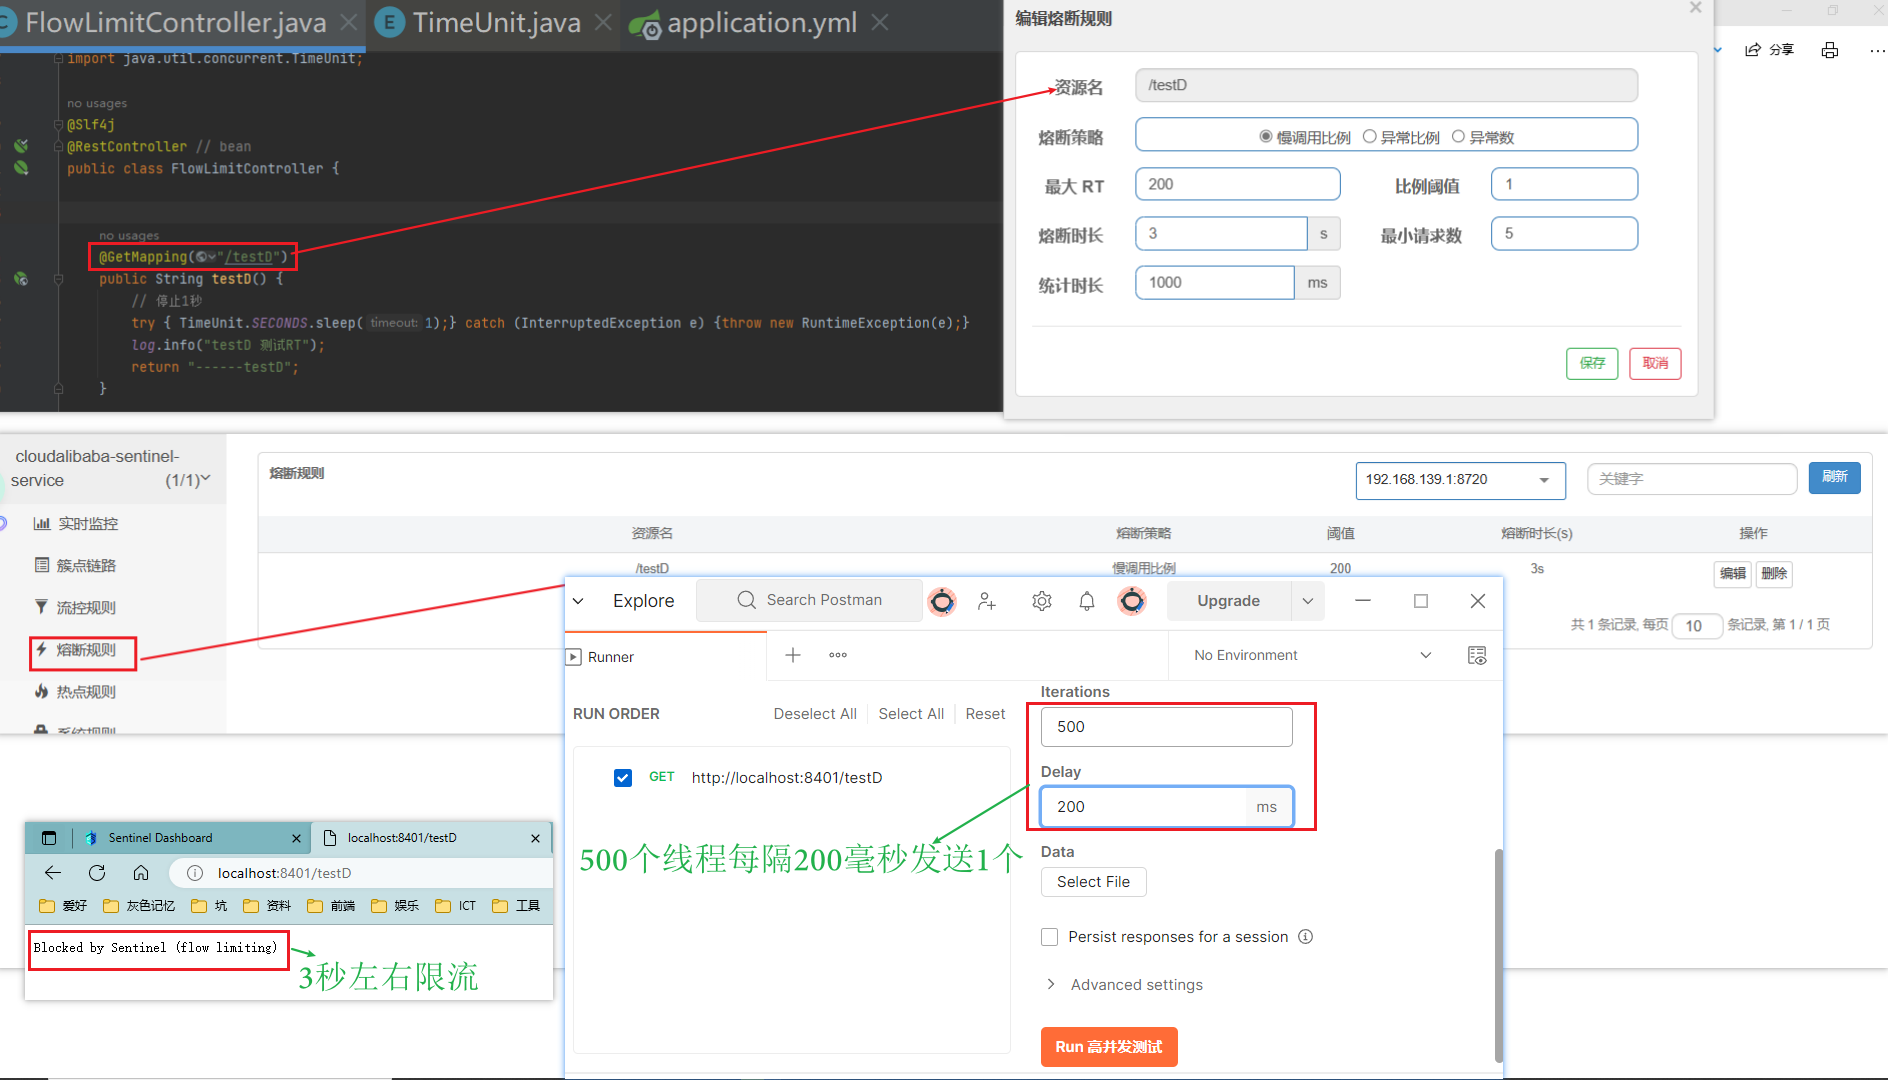 FlowLimitController.java
TimeUnit.java
application.yml
import java.util.concurrent.TimeUnit;
no usages
@Slf4j
@RestController // bean
public class FlowLimitController {
no usages
@GetMapping("/testD")
public String testD() {
// 停止1秒
try { TimeUnit.SECONDS.sleep( timeout: 1);} catch (InterruptedException e) {throw new RuntimeException(e);}
log.info("testD 测试RT");
return "------testD";
}
编辑熔断规则
资源名 /testD
熔断策略 慢调用比例 异常比例 异常数
最大 RT 200 比例阈值 1
熔断时长 3 s 最小请求数 5
统计时长 1000 ms
保存 取消
分享
cloudalibaba-sentinel-
service (1/1)
实时监控
簇点链路
流控规则
熔断规则
热点规则
系统规则
熔断规则 192.168.139.1:8720 关键字 刷新
资源名 熔断策略 阈值 熔断时长(s) 操作
/testD 慢调用比例 200 3s 编辑 删除
共 1 条记录, 每页 10 条记录, 第 1 / 1 页
Explore Search Postman Upgrade
Runner No Environment
RUN ORDER Deselect All Select All Reset
GET http://localhost:8401/testD
Iterations
500
Delay
200 ms
500个线程每隔200毫秒发送1个
Data
Select File
Persist responses for a session
Advanced settings
Run 高并发测试
Sentinel Dashboard localhost:8401/testD
localhost:8401/testD
爱好 灰色记忆 坑 资料 前端 娱乐 ICT 工具
Blocked by Sentinel (flow limiting)
3秒左右限流